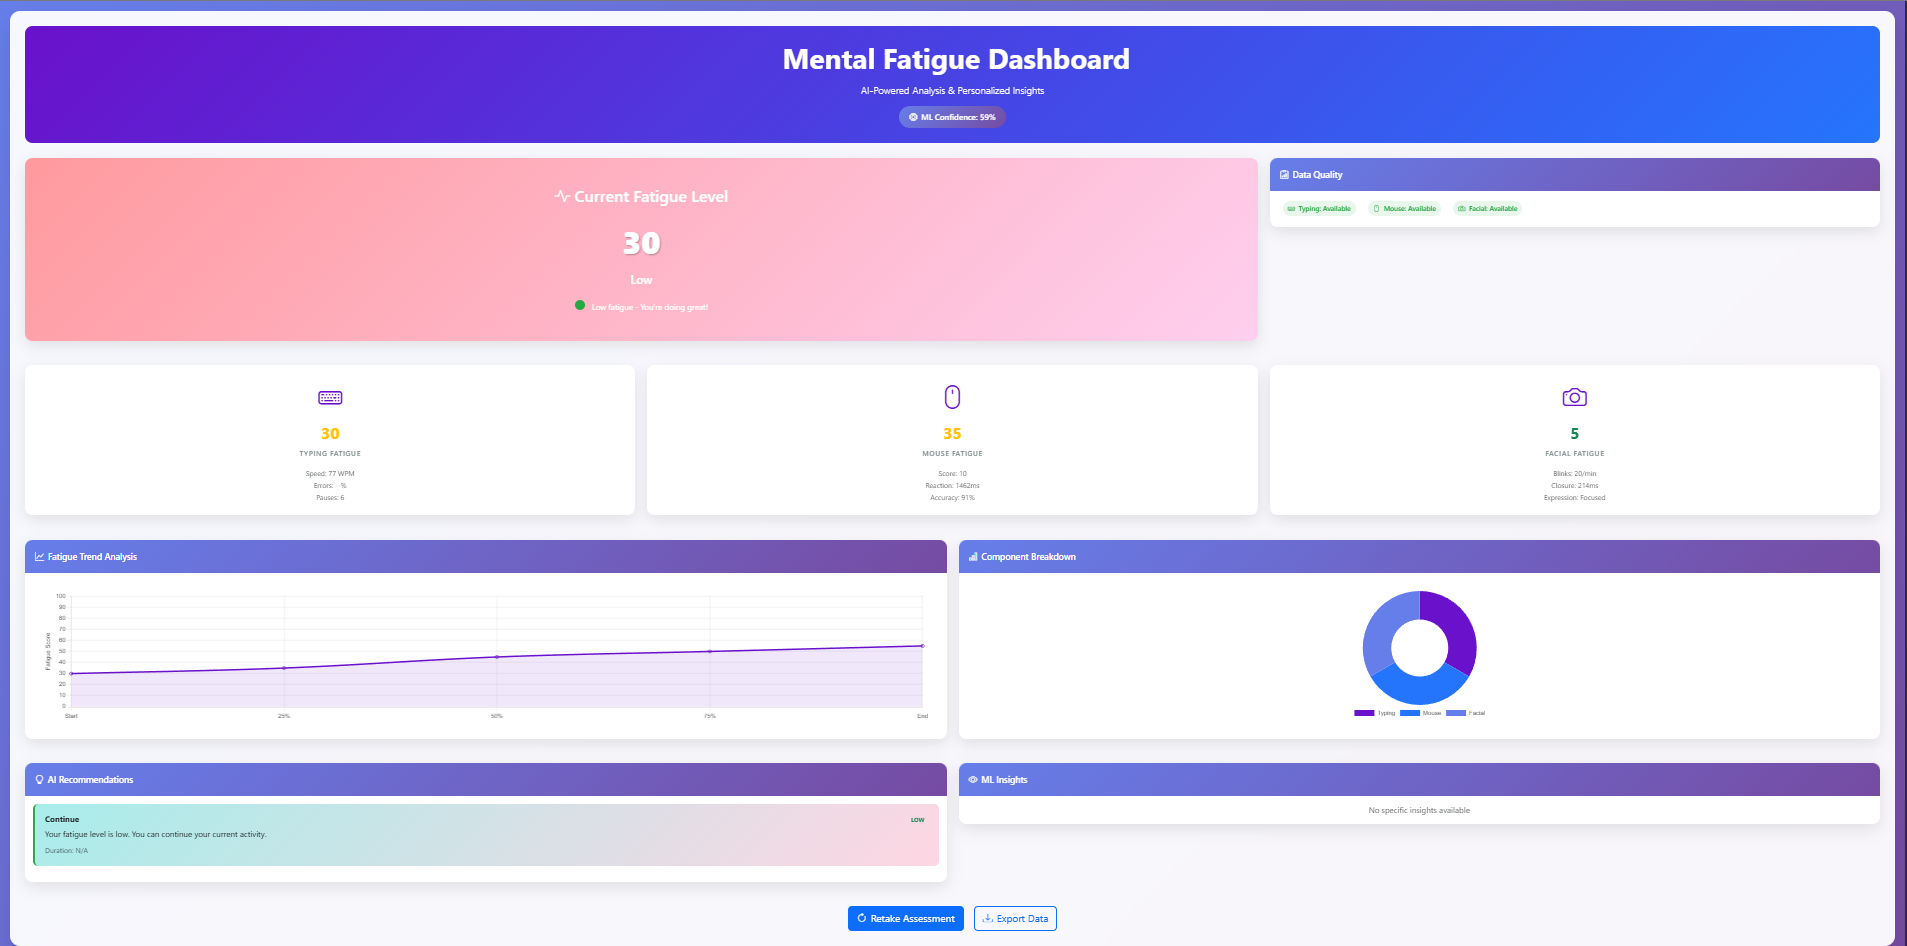 Mental Fatigue Dashboard
AI-Powered Analysis & Personalized Insights
ML Confidence: 59%
Current Fatigue Level
30
Low
Low fatigue - You're doing great!
Data Quality
Typing: Available
Mouse: Available
Facial: Available
30
TYPING FATIGUE
Speed: 77 WPM
Errors: --%
Pauses: 6
35
MOUSE FATIGUE
Score: 10
Reaction: 1462ms
Accuracy: 91%
5
FACIAL FATIGUE
Blinks: 20/min
Closure: 214ms
Expression: Focused
Fatigue Trend Analysis
Fatigue Score
100
90
80
70
60
50
40
30
20
10
0
Start
25%
50%
75%
End
Component Breakdown
Typing
Mouse
Facial
AI Recommendations
Continue
LOW
Your fatigue level is low. You can continue your current activity.
Duration: N/A
ML Insights
No specific insights available
Retake Assessment
Export Data